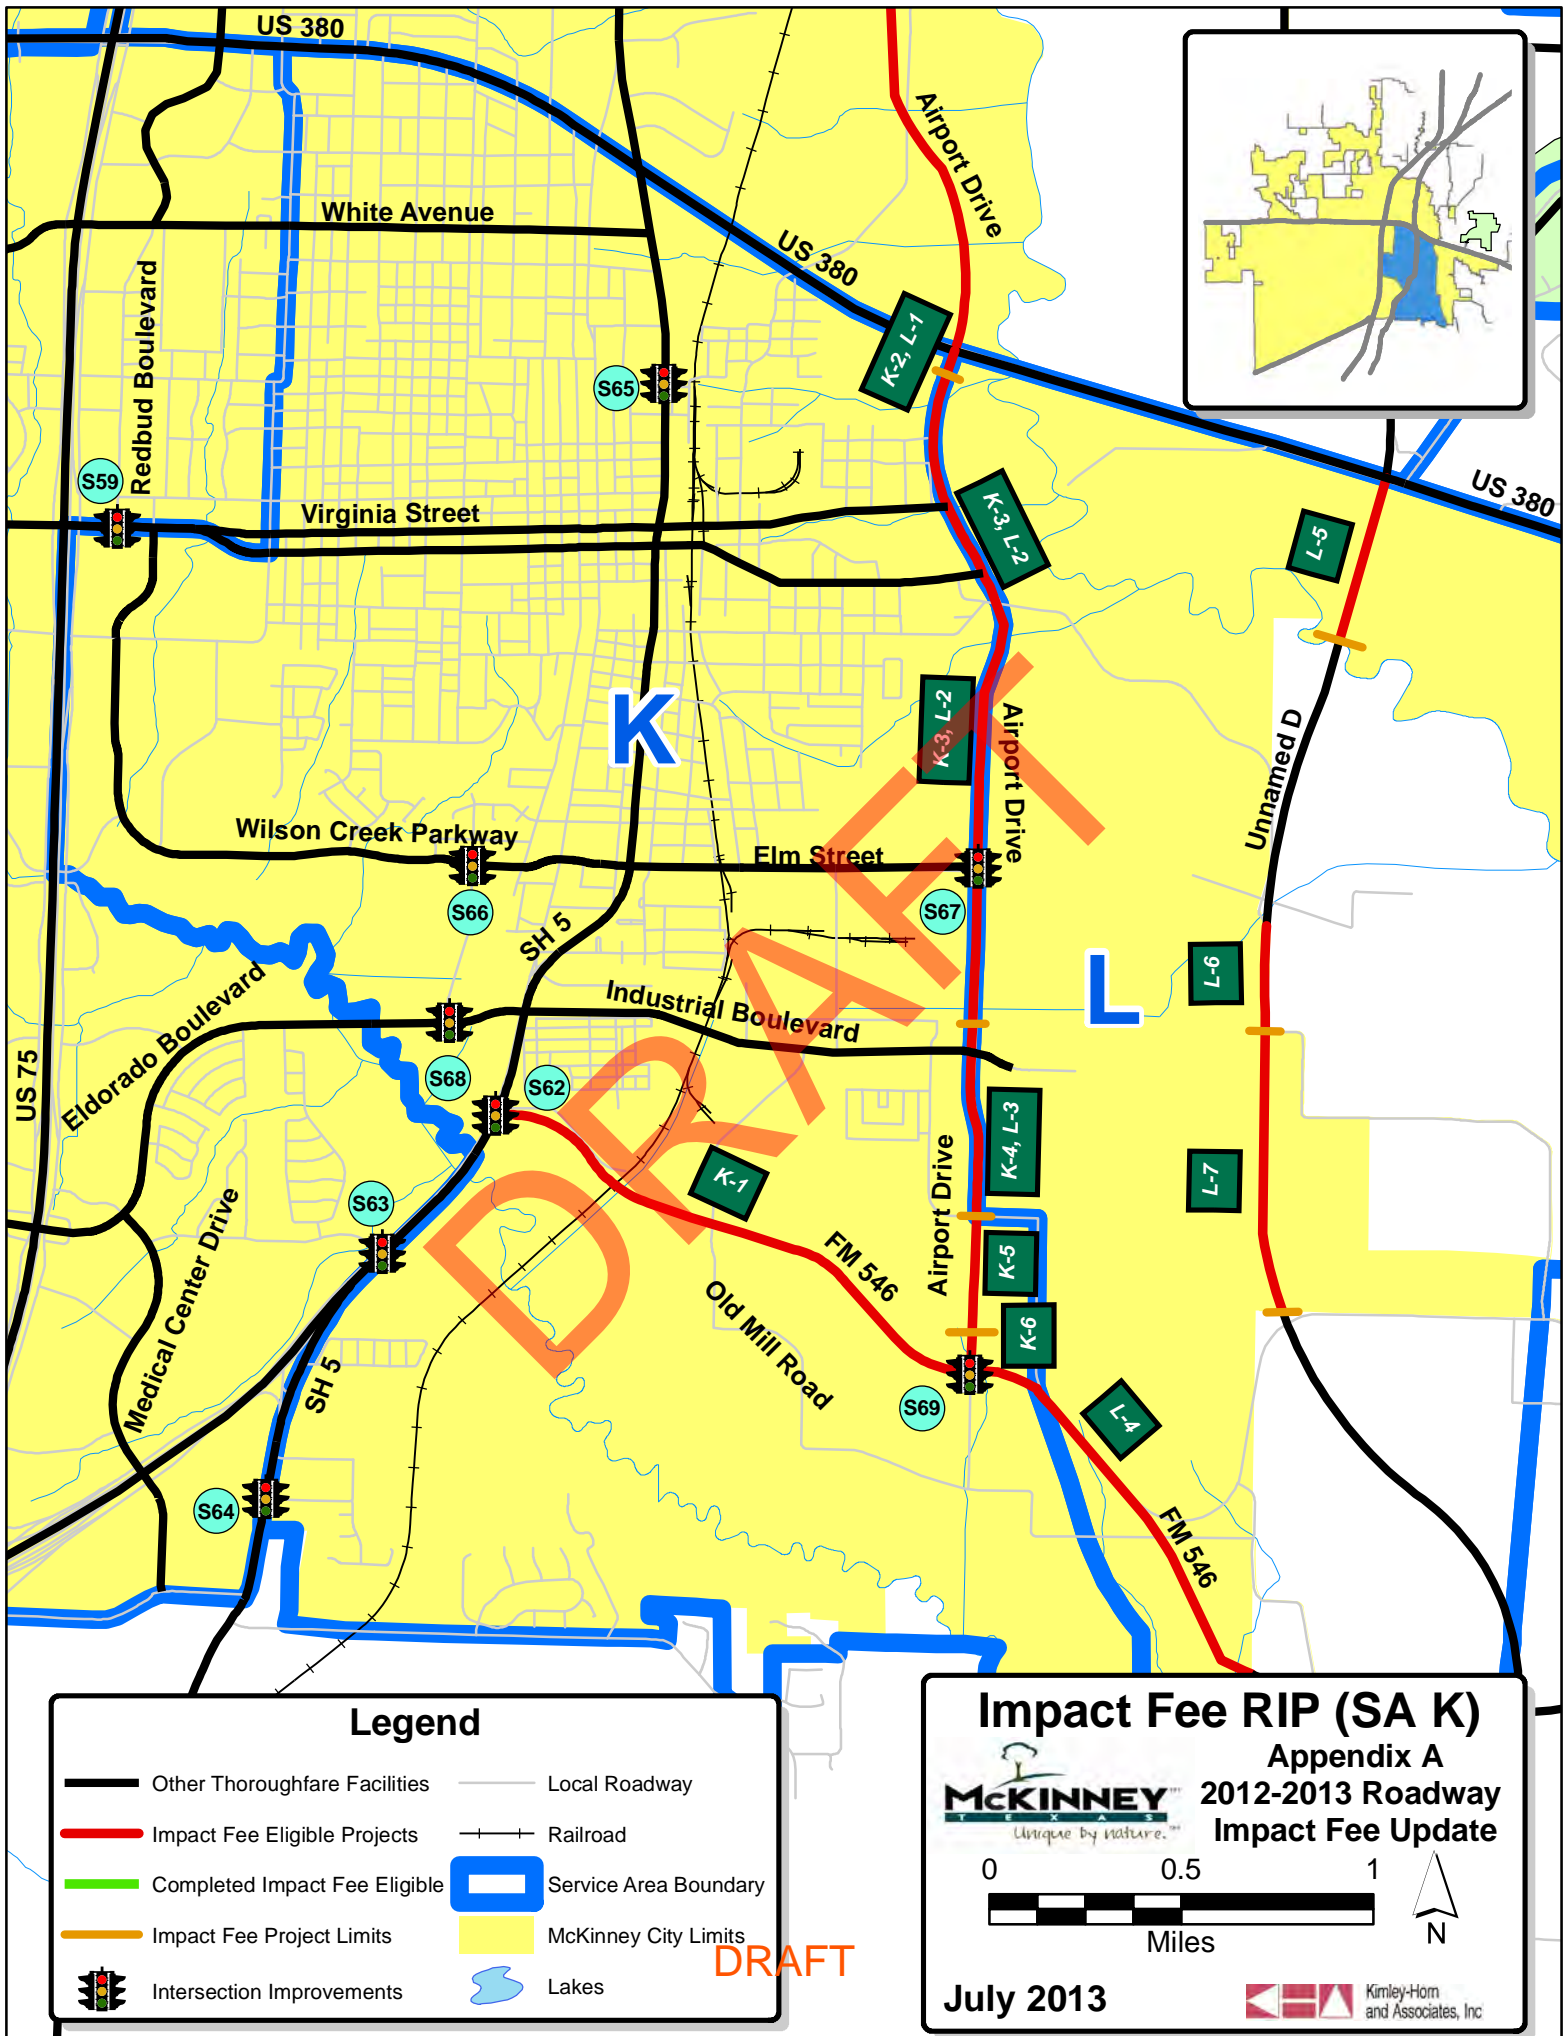 US 380
Airport Drive
White Avenue
US 380
Redbud Boulevard
K-2, L-1
S65
S59
US 380
Virginia Street
K-3, L-2
L-5
K
K-3, L-2
Airport Drive
Unnamed D
Wilson Creek Parkway
Elm Street
S66
S67
SH 5
L-6
L
Eldorado Boulevard
Industrial Boulevard
US 75
S68
S62
K-4, L-3
Airport Drive
K-1
L-7
S63
Medical Center Drive
FM 546
K-5
Old Mill Road
K-6
SH 5
S69
L-4
S64
FM 546
DRAFT
Legend
Other Thoroughfare Facilities
Local Roadway
Impact Fee Eligible Projects
Railroad
Completed Impact Fee Eligible
Service Area Boundary
Impact Fee Project Limits
McKinney City Limits
Intersection Improvements
Lakes
DRAFT
Impact Fee RIP (SA K)
McKINNEY
TEXAS
Unique by nature.™
Appendix A
2012-2013 Roadway
Impact Fee Update
0 0.5 1
Miles
N
July 2013
Kimley-Horn
and Associates, Inc